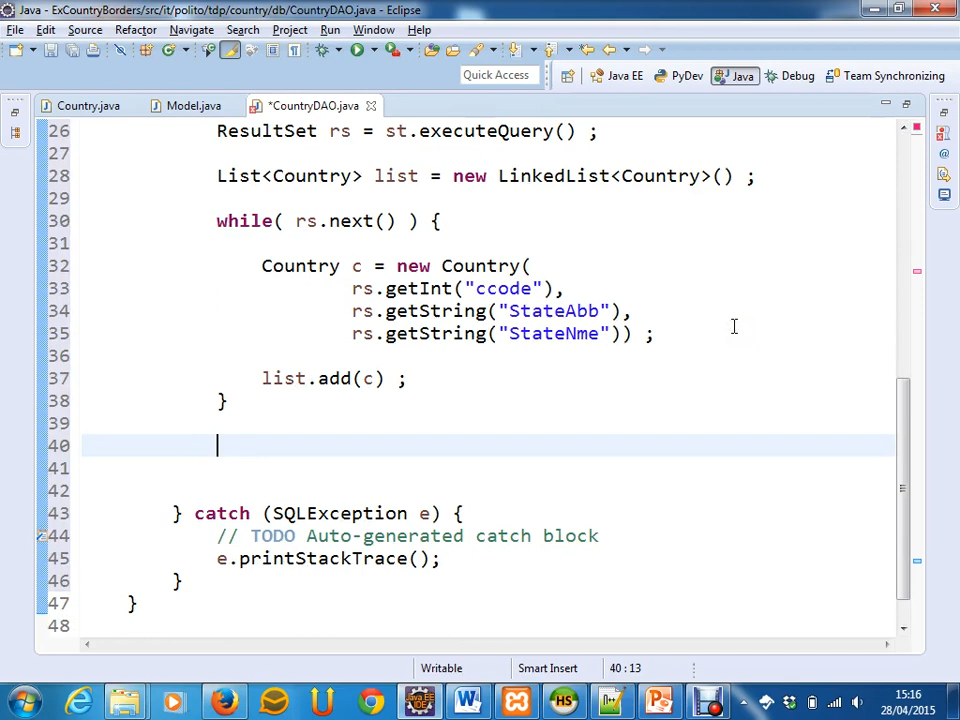 Java - ExCountryBorders/src/it/polito/tdp/country/db/CountryDAO.java - Eclipse
File Edit Source Refactor Navigate Search Project Run Window Help
Quick Access Java EE PyDev Java Debug Team Synchronizing
Country.java Model.java *CountryDAO.java
26 ResultSet rs = st.executeQuery() ;
27
28 List<Country> list = new LinkedList<Country>() ;
29
30 while( rs.next() ) {
31
32 Country c = new Country(
33 rs.getInt("ccode"),
34 rs.getString("StateAbb"),
35 rs.getString("StateNme")) ;
36
37 list.add(c) ;
38 }
39
40
41
42
43 } catch (SQLException e) {
44 // TODO Auto-generated catch block
45 e.printStackTrace();
46 }
47 }
48
Writable Smart Insert 40 : 13
15:16
28/04/2015